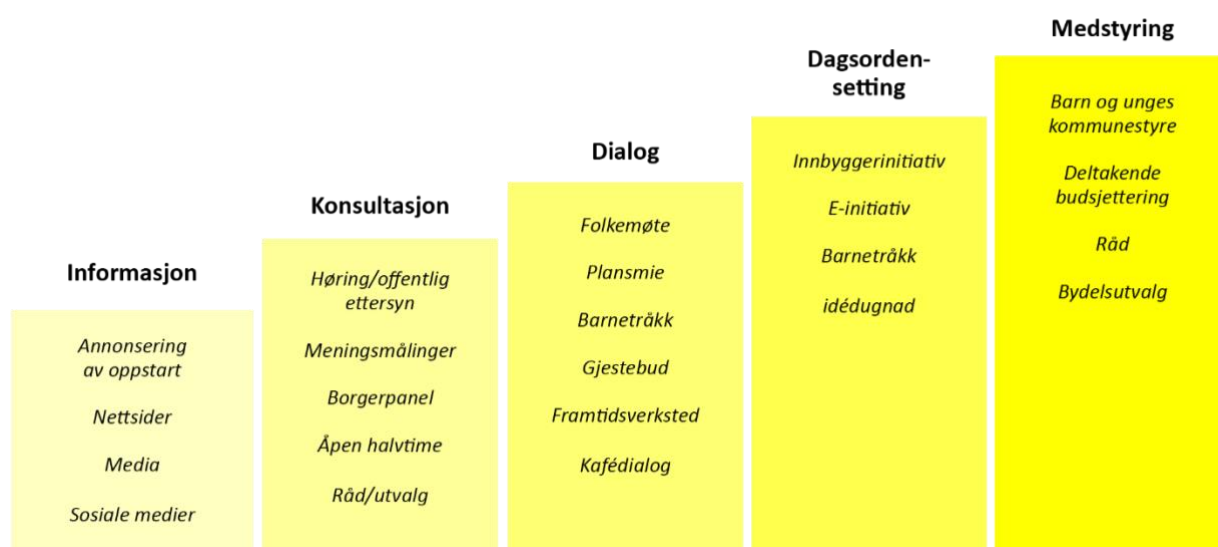 Informasjon
Annonsering
av oppstart
Nettsider
Media
Sosiale medier
Konsultasjon
Høring/offentlig
ettersyn
Meningsmålinger
Borgerpanel
Åpen halvtime
Råd/utvalg
Dialog
Folkemøte
Plansmie
Barnetråkk
Gjestebud
Framtidsverksted
Kafédialog
Dagsorden-
setting
Innbyggerinitiativ
E-initiativ
Barnetråkk
idédugnad
Medstyring
Barn og unges
kommunestyre
Deltakende
budsjettering
Råd
Bydelsutvalg